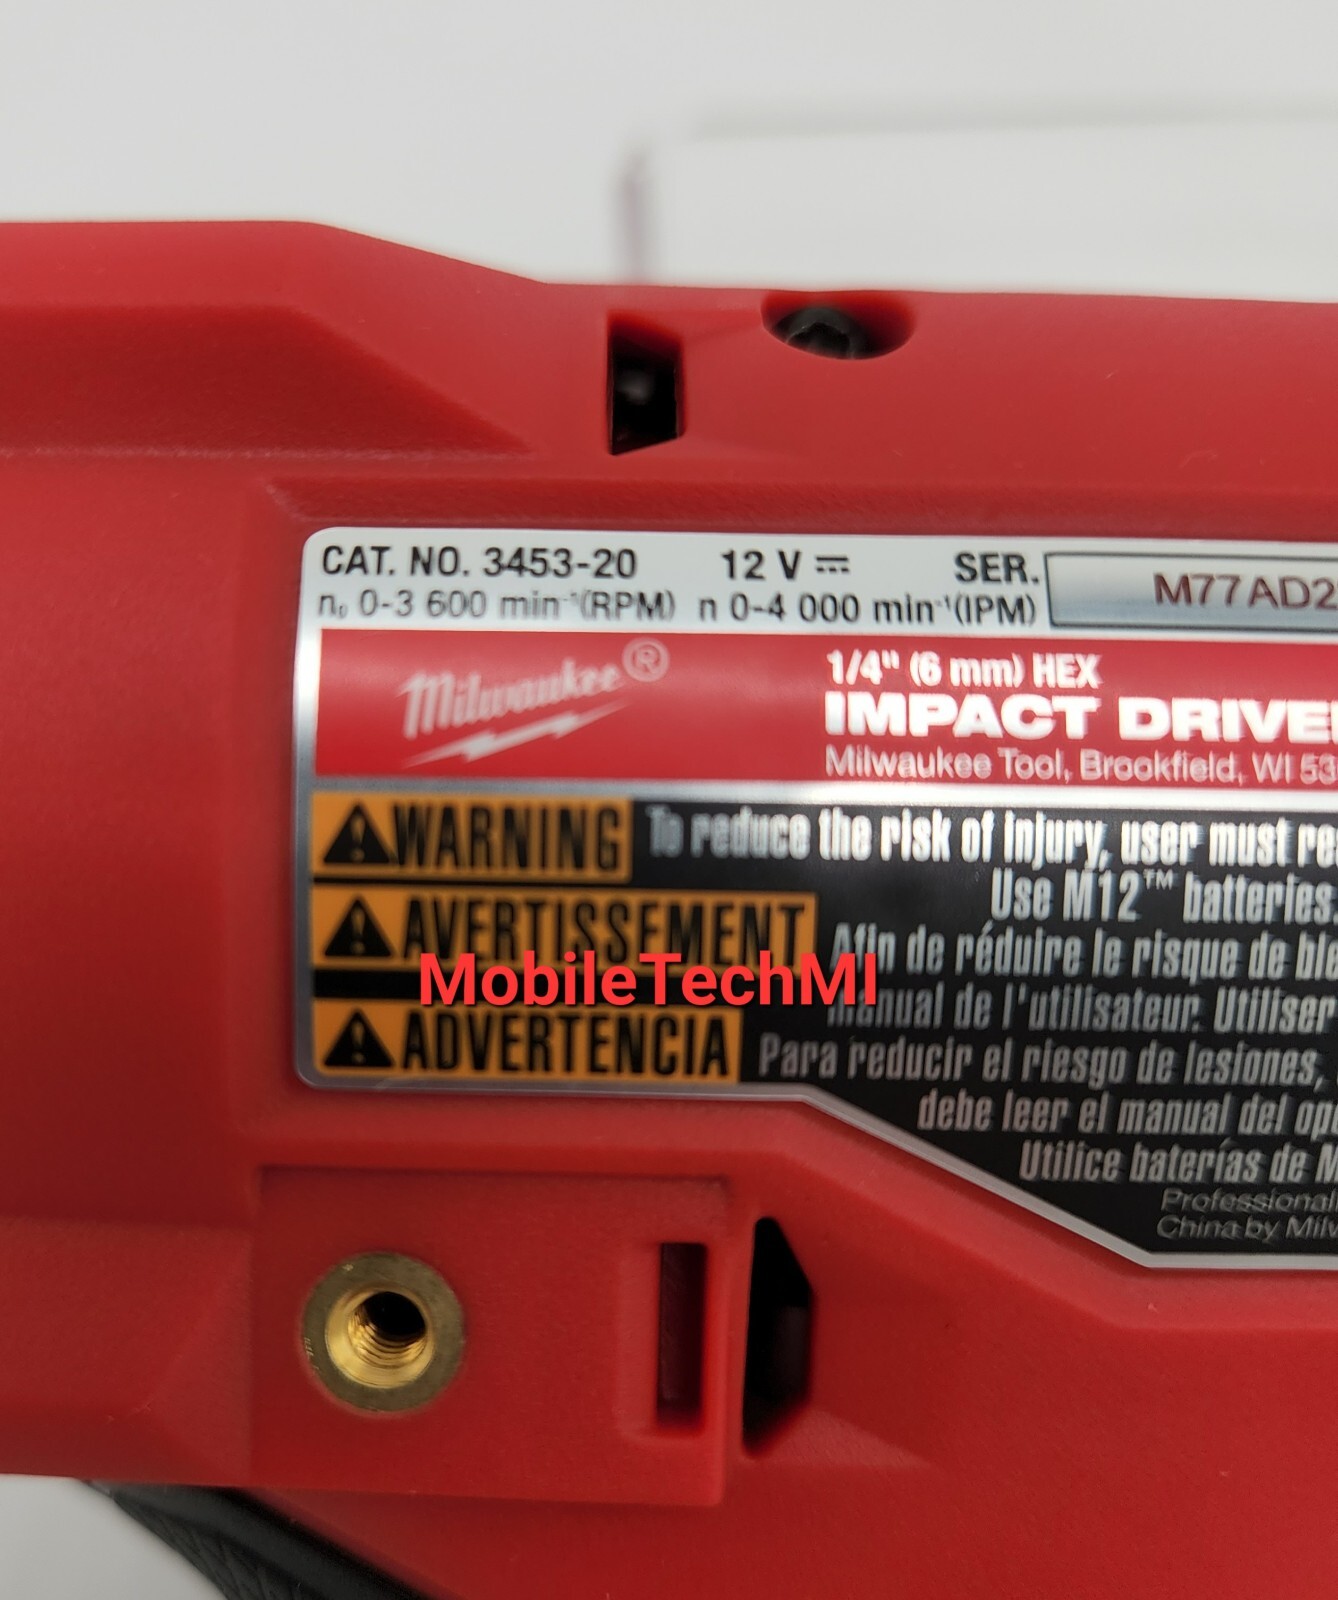 CAT. NO. 3453-20 12 V ⎓ SER. M77AD2
n₀ 0-3 600 min⁻¹(RPM) n 0-4 000 min⁻¹(IPM)
Milwaukee®
1/4" (6 mm) HEX
IMPACT DRIVE
Milwaukee Tool, Brookfield, WI 53
WARNING To reduce the risk of injury, user must re
Use M12™ batteries.
AVERTISSEMENT Afin de réduire le risque de ble
MobileTechMI
manual de l'utilisateur. Utiliser
ADVERTENCIA Para reducir el riesgo de lesiones,
debe leer el manual del op
Utilice baterías de M
Professional
China by Milw